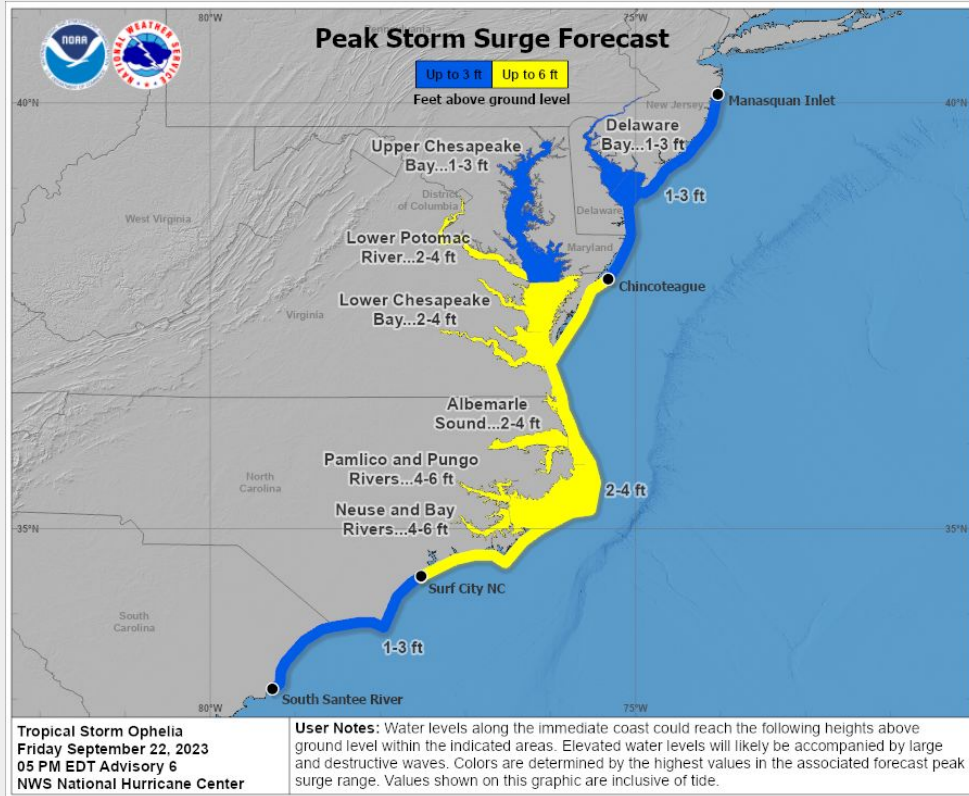 80°W
75°W
NOAA
NATIONAL WEATHER SERVICE
Peak Storm Surge Forecast
Up to 3 ft
Up to 6 ft
Feet above ground level
40°N
New Jersey
Manasquan Inlet
40°N
Delaware
Bay...1-3 ft
Upper Chesapeake
Bay...1-3 ft
District
of Columbia
1-3 ft
West Virginia
Delaware
Lower Potomac
River...2-4 ft
Maryland
Chincoteague
Lower Chesapeake
Bay...2-4 ft
Virginia
Albemarle
Sound...2-4 ft
Pamlico and Pungo
Rivers...4-6 ft
North
Carolina
2-4 ft
Neuse and Bay
Rivers...4-6 ft
35°N
35°N
Surf City NC
South
Carolina
1-3 ft
South Santee River
80°W
75°W
Tropical Storm Ophelia
Friday September 22, 2023
05 PM EDT Advisory 6
NWS National Hurricane Center
User Notes: Water levels along the immediate coast could reach the following heights above
ground level within the indicated areas. Elevated water levels will likely be accompanied by large
and destructive waves. Colors are determined by the highest values in the associated forecast peak
surge range. Values shown on this graphic are inclusive of tide.